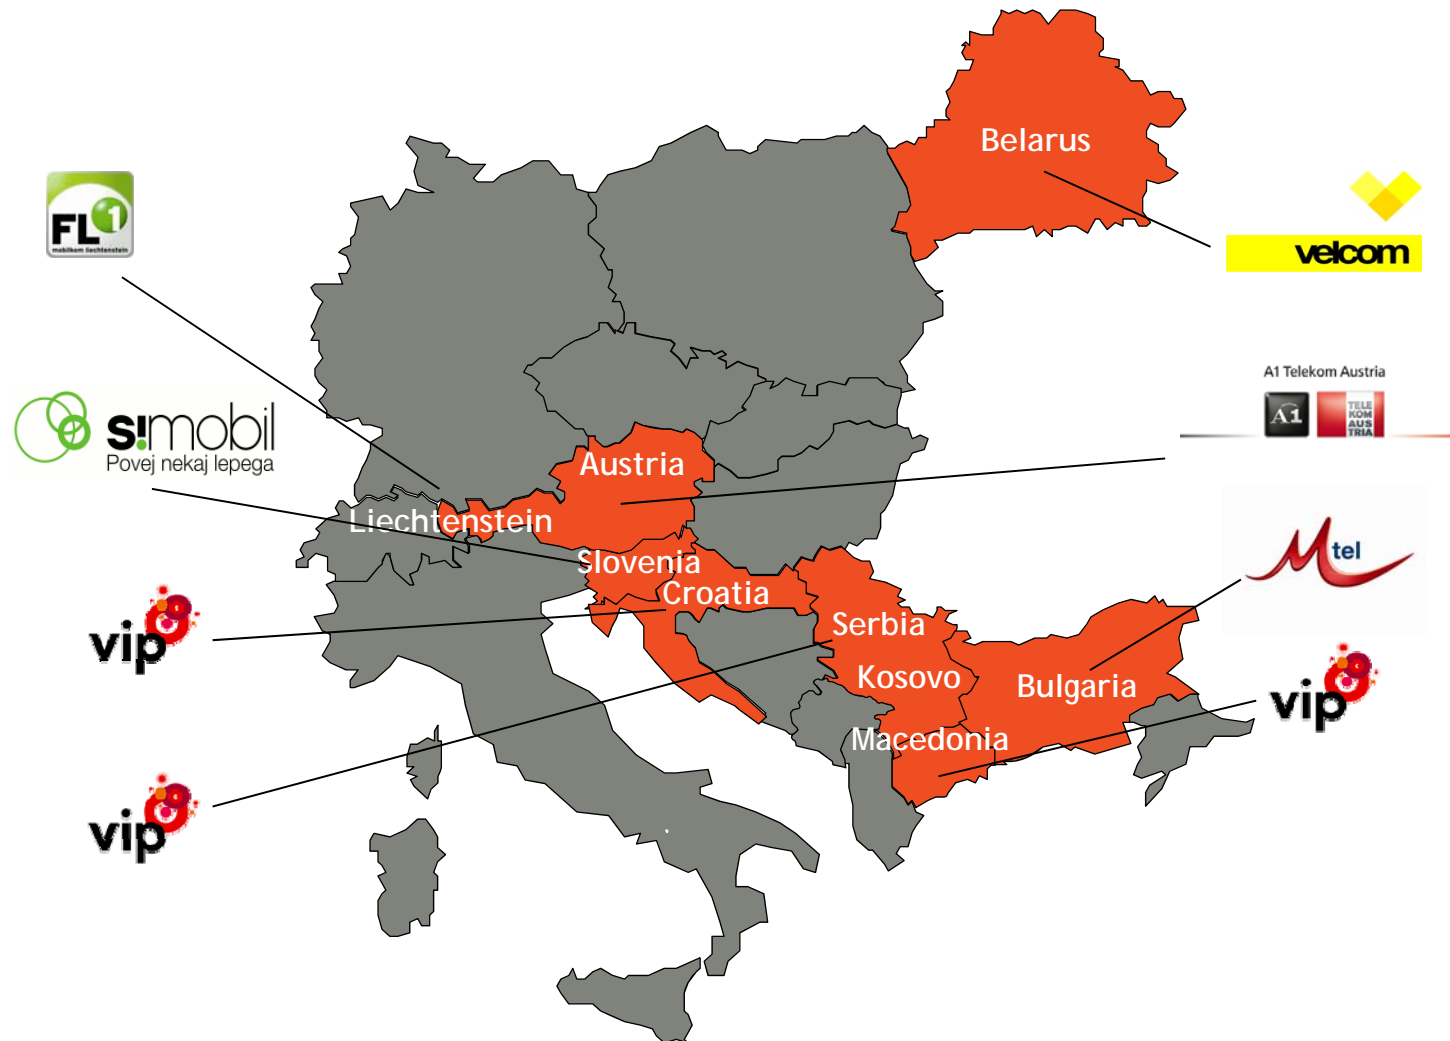 Belarus
FL1
mobilkom liechtenstein
velcom
A1 Telekom Austria
A1
TELE
KOM
AUS
TRIA
s!mobil
Povej nekaj lepega
Austria
Liechtenstein
Mtel
Slovenia
Croatia
vip
Serbia
Kosovo
Bulgaria
vip
Macedonia
vip